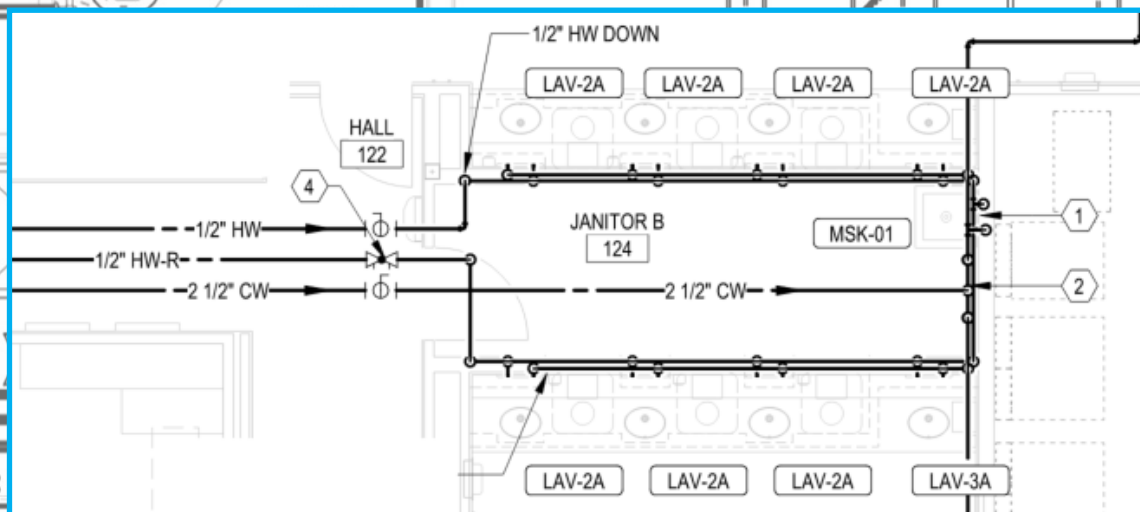 1/2" HW DOWN
LAV-2A
LAV-2A
LAV-2A
LAV-2A
HALL
122
4
1/2" HW
JANITOR B
124
MSK-01
1
1/2" HW-R
2 1/2" CW
2 1/2" CW
2
LAV-2A
LAV-2A
LAV-2A
LAV-3A